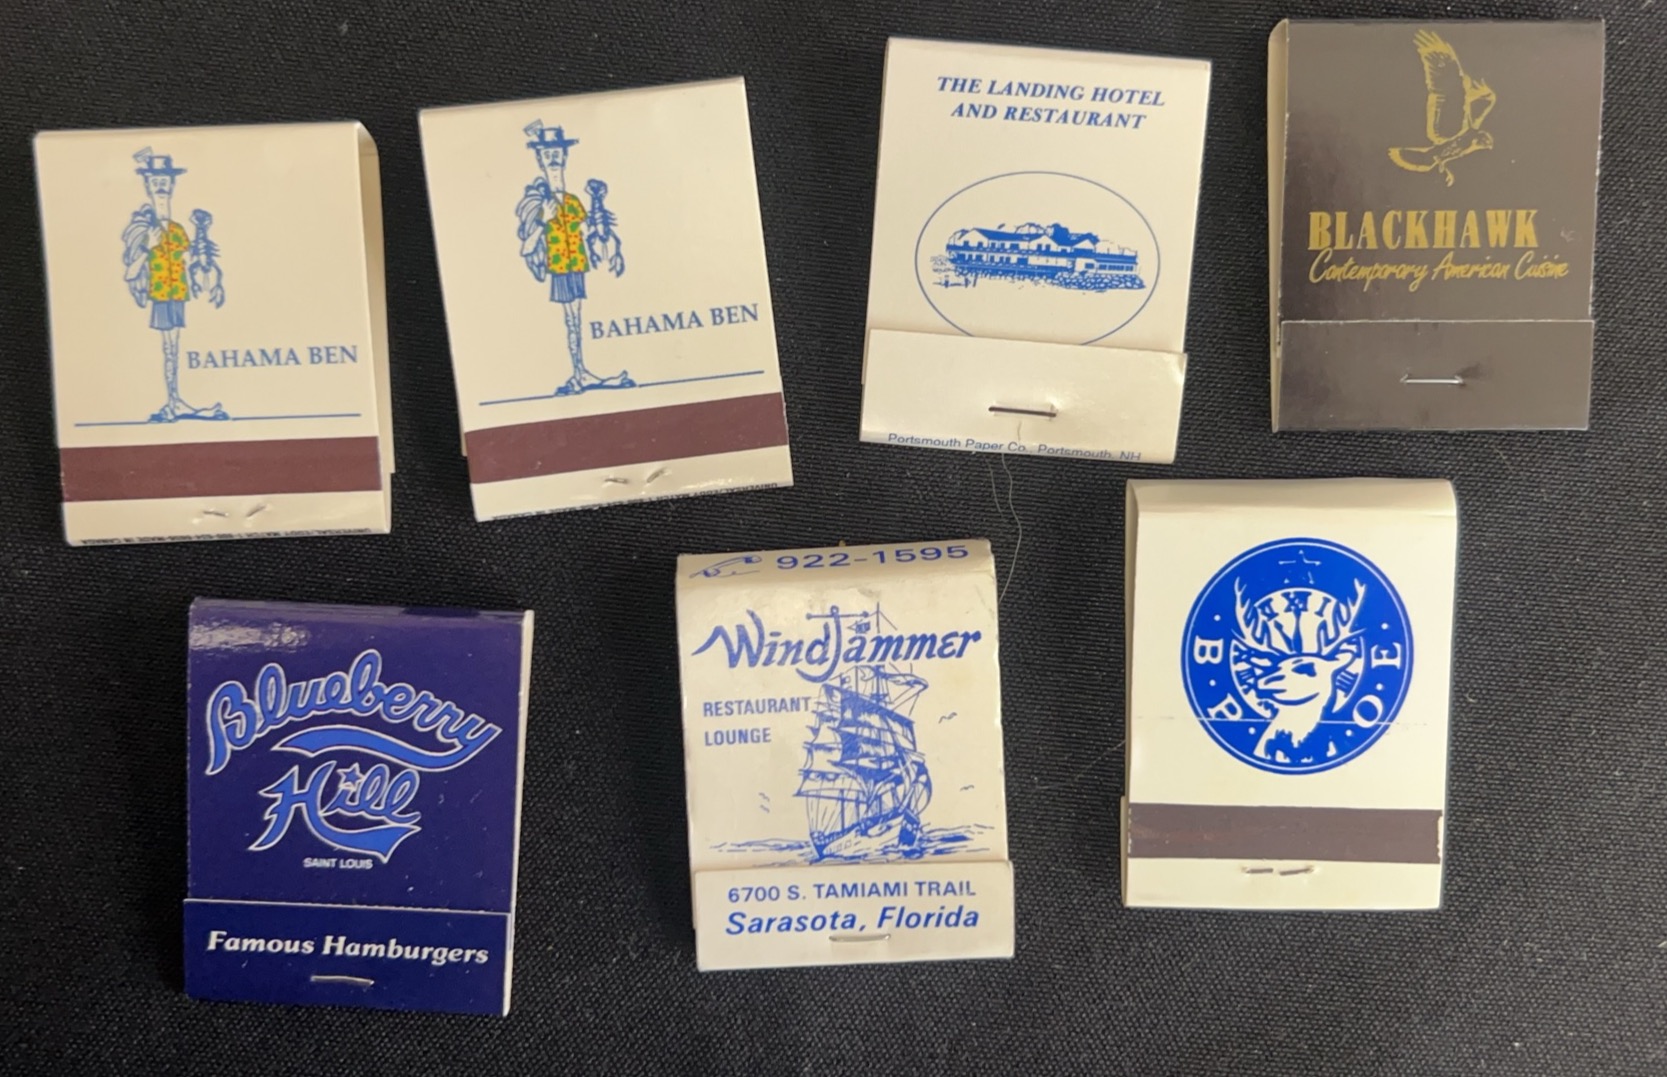 BAHAMA BEN
BAHAMA BEN
THE LANDING HOTEL
AND RESTAURANT
Portsmouth Paper Co. Portsmouth, NH
BLACKHAWK
Contemporary American Cuisine
Blueberry
Hill
SAINT LOUIS
Famous Hamburgers
922-1595
WindJammer
RESTAURANT
LOUNGE
6700 S. TAMIAMI TRAIL
Sarasota, Florida
B.P.O.E.